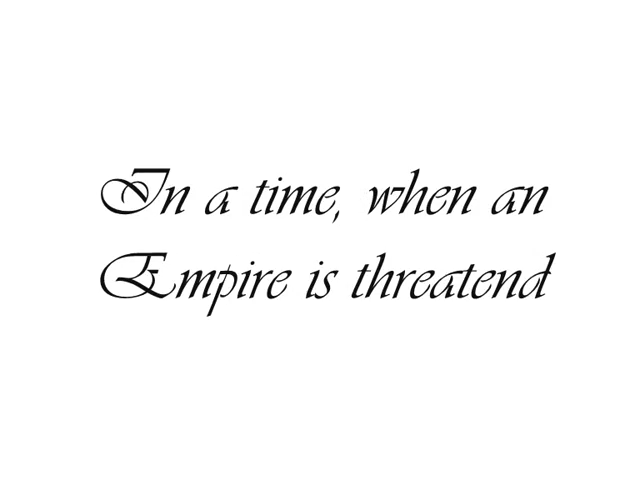 In a time, when an
Empire is threatend